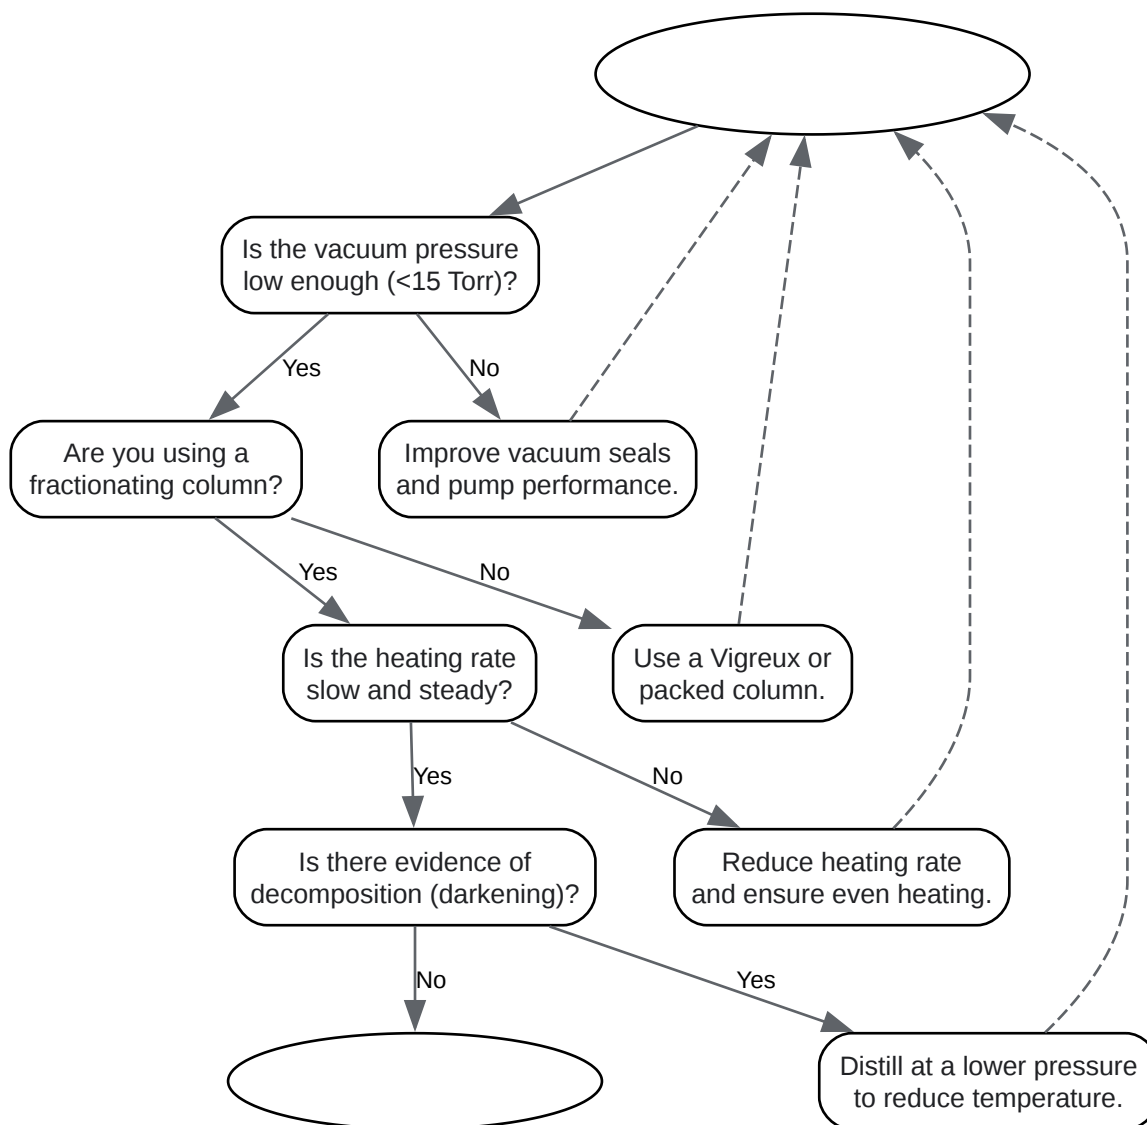 Is the vacuum pressure
low enough (<15 Torr)?
Yes
No
Are you using a
fractionating column?
Improve vacuum seals
and pump performance.
Yes
No
Is the heating rate
slow and steady?
Use a Vigreux or
packed column.
Yes
No
Is there evidence of
decomposition (darkening)?
Reduce heating rate
and ensure even heating.
No
Yes
Distill at a lower pressure
to reduce temperature.